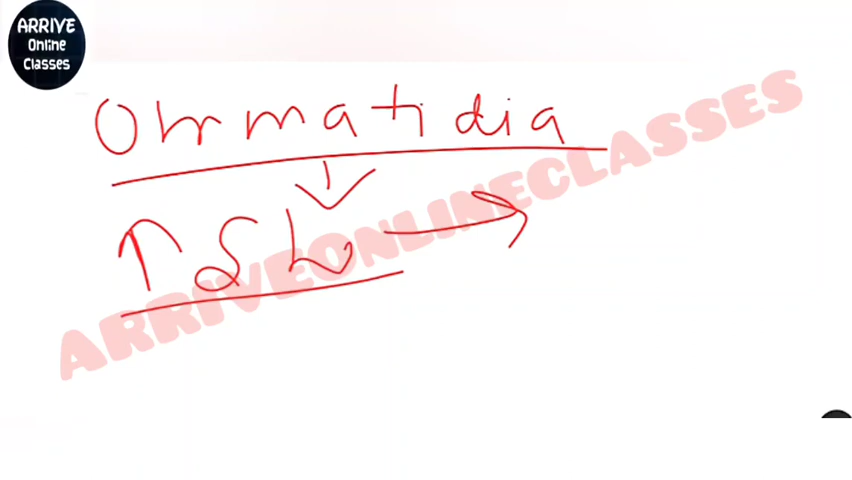 ARRIVE
Online
Classes
Ommatidia
ARRIVEONLINECLASSES